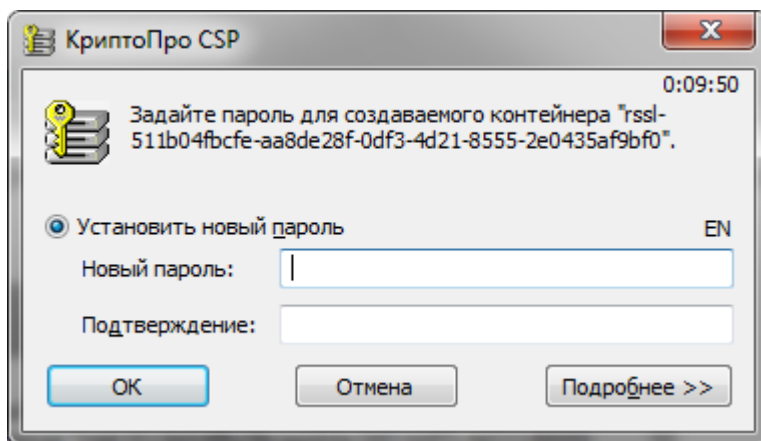 КриптоПро CSP
0:09:50
Задайте пароль для создаваемого контейнера "rssl-
511b04fbcfe-aa8de28f-0df3-4d21-8555-2e0435af9bf0".
Установить новый пароль EN
Новый пароль:
Подтверждение:
ОК Отмена Подробнее >>